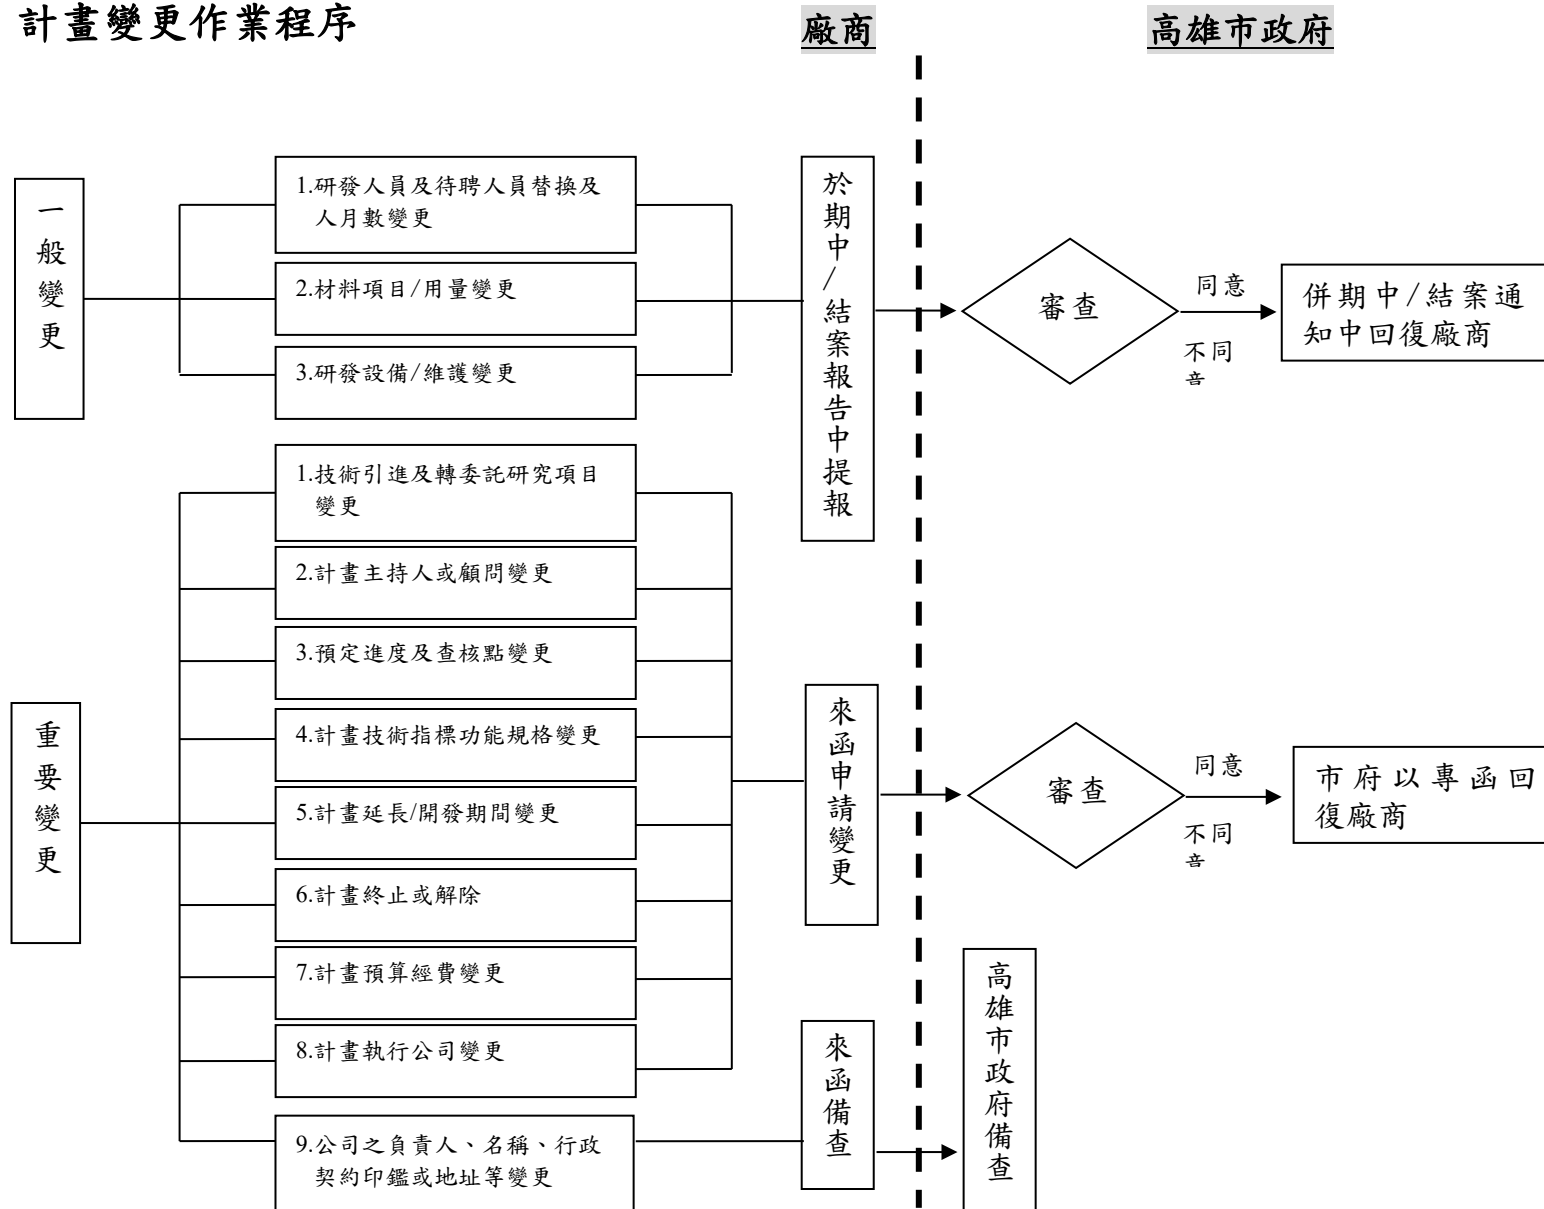 計畫變更作業程序
廠商
高雄市政府
一般變更
1.研發人員及待聘人員替換及
人月數變更
2.材料項目/用量變更
3.研發設備/維護變更
於期中/結案報告中提報
審查
同意
不同
併期中/結案通
知中回復廠商
重要變更
1.技術引進及轉委託研究項目
變更
2.計畫主持人或顧問變更
3.預定進度及查核點變更
4.計畫技術指標功能規格變更
5.計畫延長/開發期間變更
6.計畫終止或解除
7.計畫預算經費變更
8.計畫執行公司變更
9.公司之負責人、名稱、行政
契約印鑑或地址等變更
來函申請變更
審查
同意
不同
市府以專函回
復廠商
來函備查
高雄市政府備查